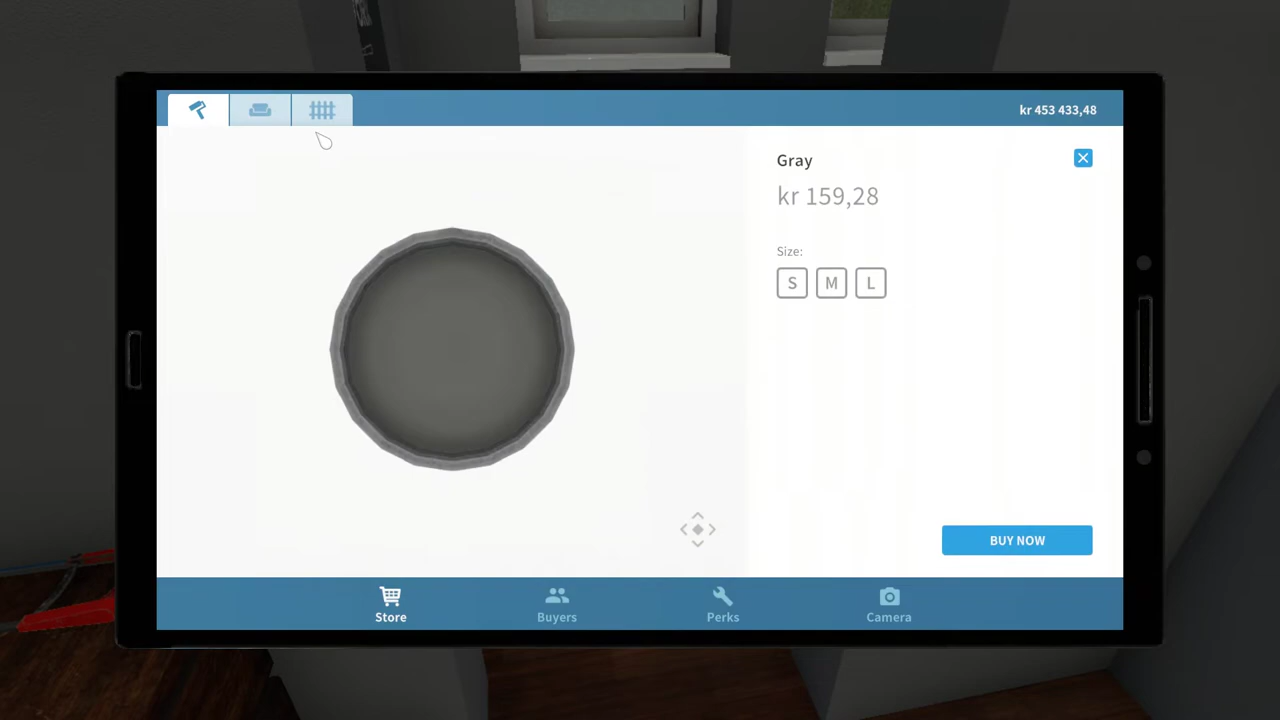 kr 453 433,48
Gray
kr 159,28
Size:
S M L
BUY NOW
Store Buyers Perks Camera